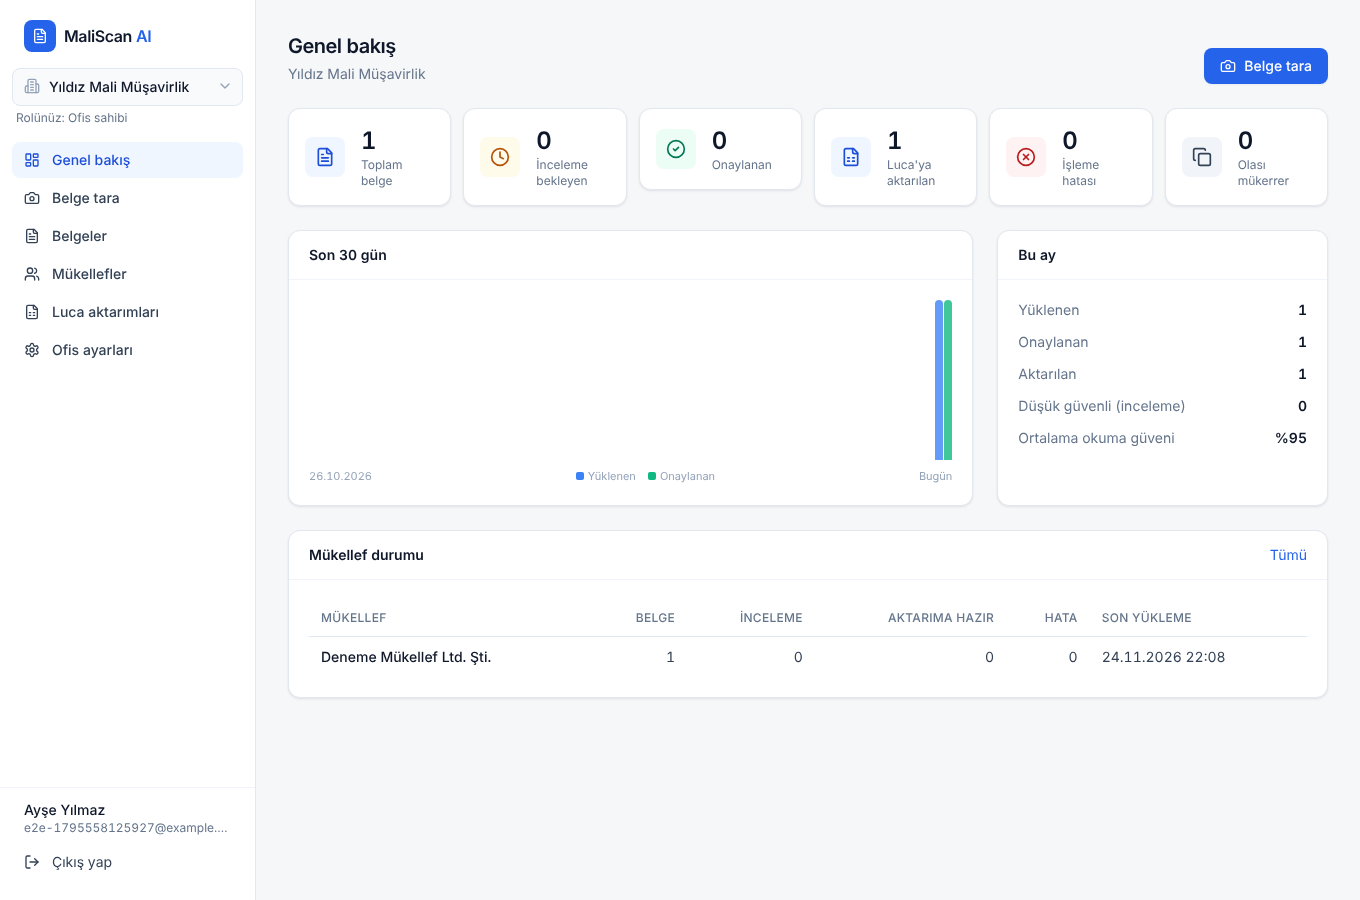 MaliScan AI
Yıldız Mali Müşavirlik
Rolünüz: Ofis sahibi
Genel bakış
Belge tara
Belgeler
Mükellefler
Luca aktarımları
Ofis ayarları
Ayşe Yılmaz
e2e-1795558125927@example....
Çıkış yap
Genel bakış
Yıldız Mali Müşavirlik
Belge tara
1
Toplam
belge
0
İnceleme
bekleyen
0
Onaylanan
1
Luca'ya
aktarılan
0
İşleme
hatası
0
Olası
mükerrer
Son 30 gün
26.10.2026
Yüklenen
Onaylanan
Bugün
Bu ay
Yüklenen 1
Onaylanan 1
Aktarılan 1
Düşük güvenli (inceleme) 0
Ortalama okuma güveni %95
Mükellef durumu
Tümü
MÜKELLEF BELGE İNCELEME AKTARIMA HAZIR HATA SON YÜKLEME
Deneme Mükellef Ltd. Şti. 1 0 0 0 24.11.2026 22:08